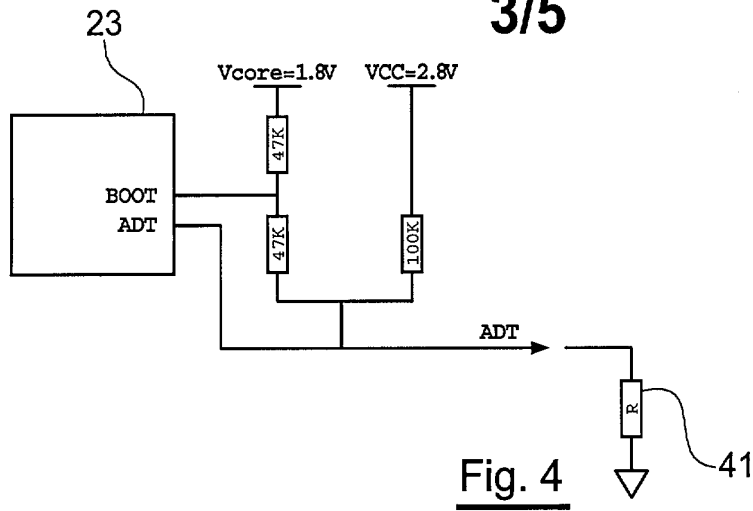 3/5
23
Vcore=1.8V VCC=2.8V
47K
BOOT
ADT
47K
100K
ADT
R
41
Fig. 4